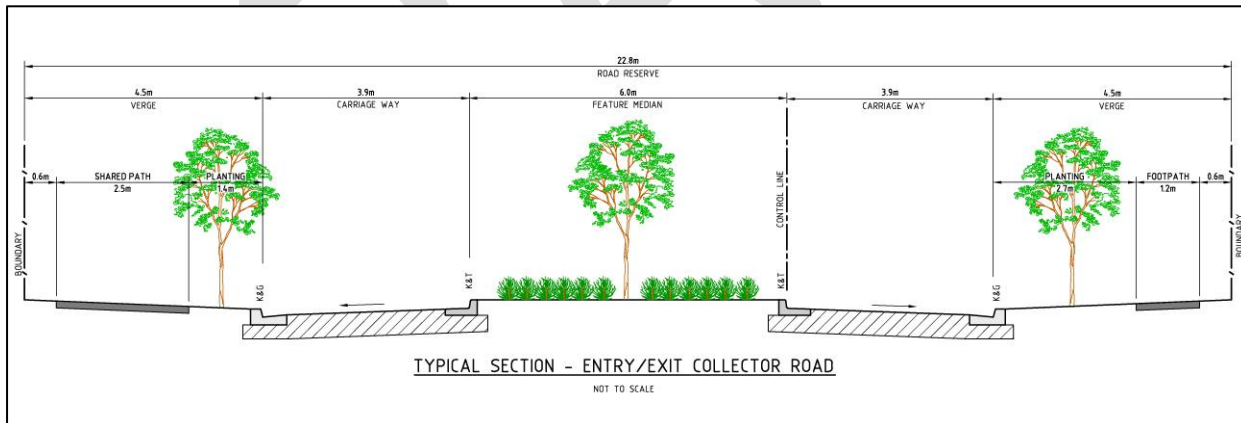 22.8m
ROAD RESERVE
4.5m
VERGE
3.9m
CARRIAGE WAY
6.0m
FEATURE MEDIAN
3.9m
CARRIAGE WAY
4.5m
VERGE
0.6m
SHARED PATH
2.5m
PLANTING
1.4m
PLANTING
2.7m
FOOTPATH
1.2m
0.6m
BOUNDARY
K&G
K&T
CONTROL LINE
K&T
K&G
BOUNDARY
TYPICAL SECTION - ENTRY/EXIT COLLECTOR ROAD
NOT TO SCALE